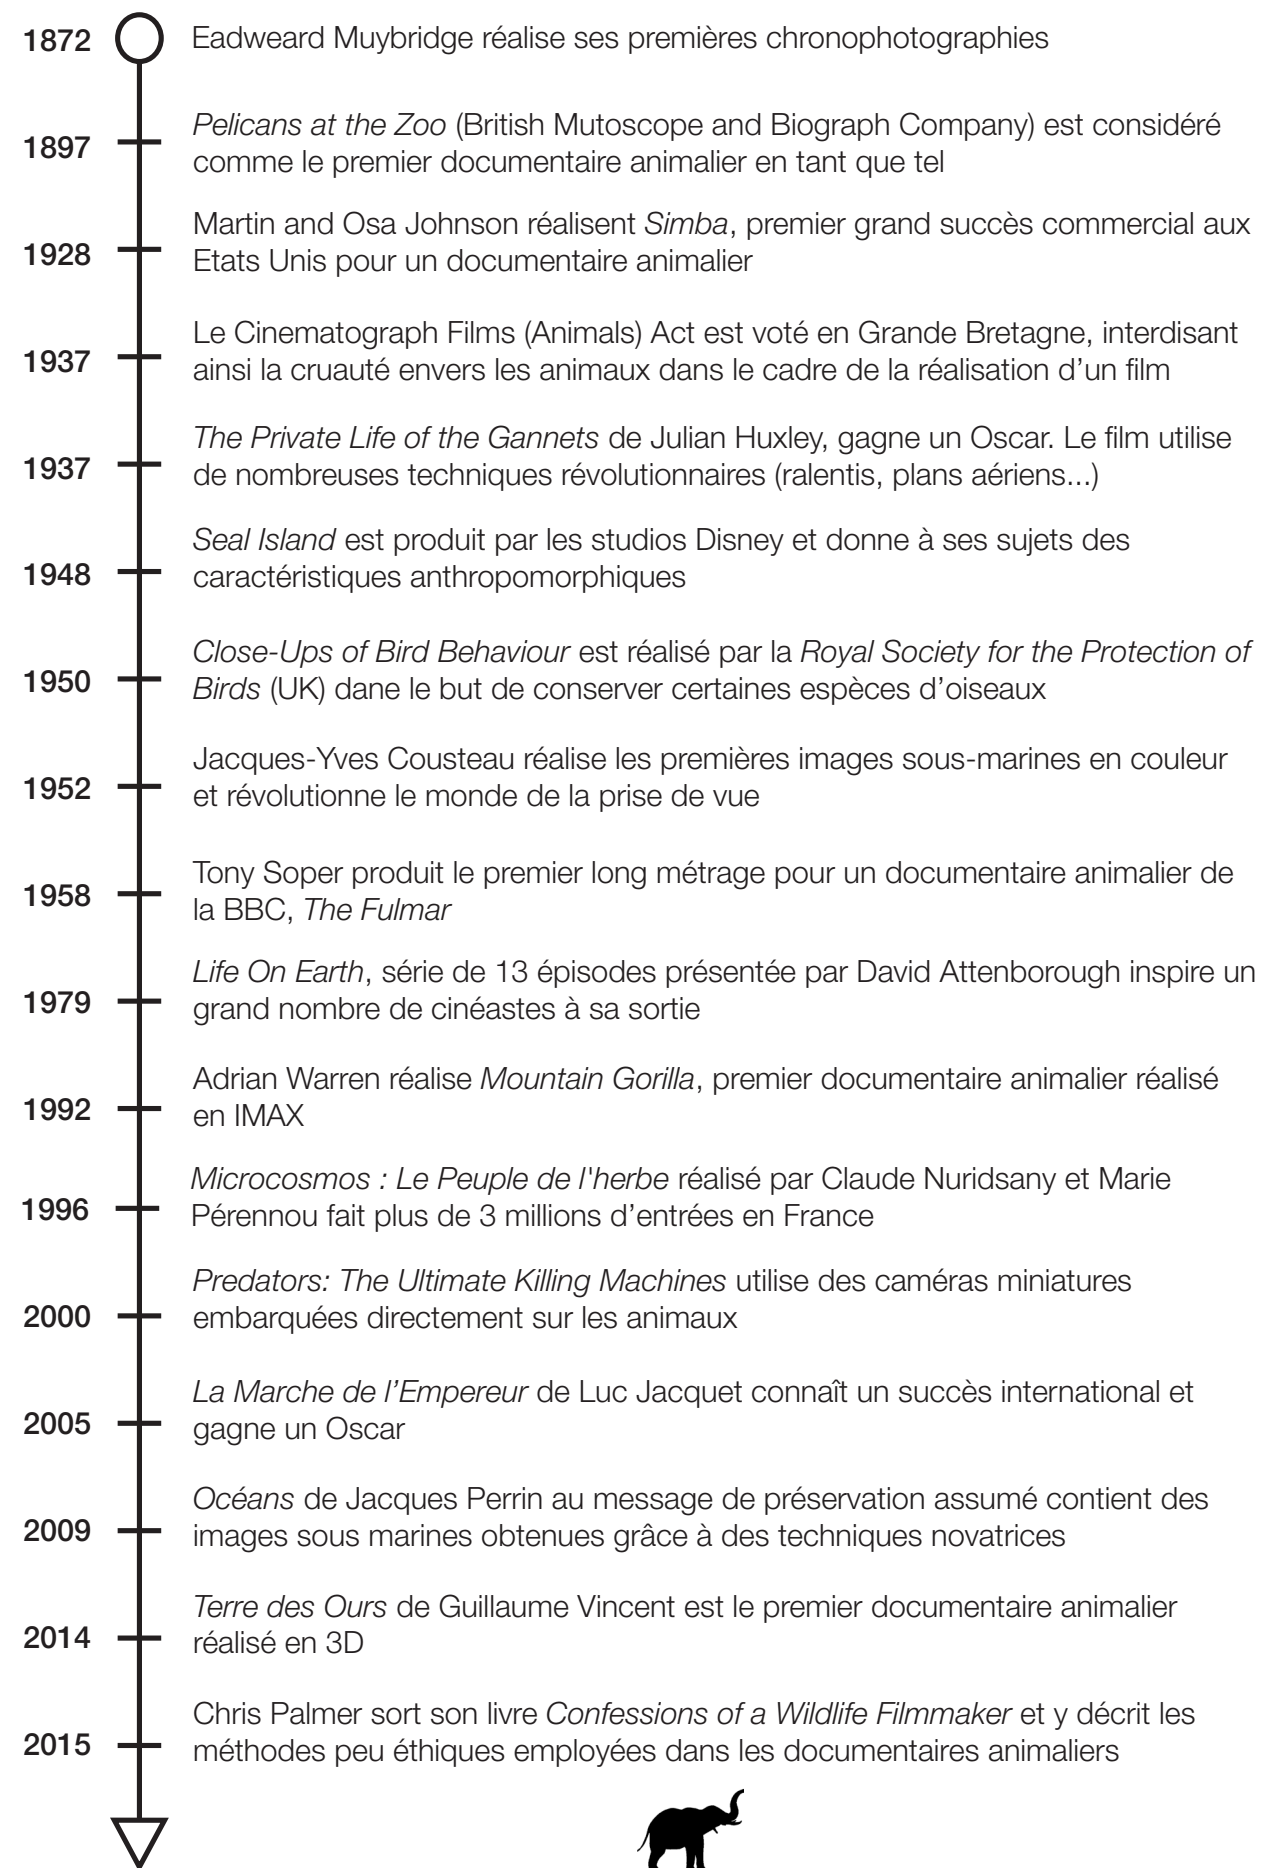 1872
Eadweard Muybridge réalise ses premières chronophotographies
1897
Pelicans at the Zoo (British Mutoscope and Biograph Company) est considéré
comme le premier documentaire animalier en tant que tel
1928
Martin and Osa Johnson réalisent Simba, premier grand succès commercial aux
Etats Unis pour un documentaire animalier
1937
Le Cinematograph Films (Animals) Act est voté en Grande Bretagne, interdisant
ainsi la cruauté envers les animaux dans le cadre de la réalisation d’un film
1937
The Private Life of the Gannets de Julian Huxley, gagne un Oscar. Le film utilise
de nombreuses techniques révolutionnaires (ralentis, plans aériens...)
1948
Seal Island est produit par les studios Disney et donne à ses sujets des
caractéristiques anthropomorphiques
1950
Close-Ups of Bird Behaviour est réalisé par la Royal Society for the Protection of
Birds (UK) dane le but de conserver certaines espèces d’oiseaux
1952
Jacques-Yves Cousteau réalise les premières images sous-marines en couleur
et révolutionne le monde de la prise de vue
1958
Tony Soper produit le premier long métrage pour un documentaire animalier de
la BBC, The Fulmar
1979
Life On Earth, série de 13 épisodes présentée par David Attenborough inspire un
grand nombre de cinéastes à sa sortie
1992
Adrian Warren réalise Mountain Gorilla, premier documentaire animalier réalisé
en IMAX
1996
Microcosmos : Le Peuple de l'herbe réalisé par Claude Nuridsany et Marie
Pérennou fait plus de 3 millions d’entrées en France
2000
Predators: The Ultimate Killing Machines utilise des caméras miniatures
embarquées directement sur les animaux
2005
La Marche de l’Empereur de Luc Jacquet connaît un succès international et
gagne un Oscar
2009
Océans de Jacques Perrin au message de préservation assumé contient des
images sous marines obtenues grâce à des techniques novatrices
2014
Terre des Ours de Guillaume Vincent est le premier documentaire animalier
réalisé en 3D
2015
Chris Palmer sort son livre Confessions of a Wildlife Filmmaker et y décrit les
méthodes peu éthiques employées dans les documentaires animaliers